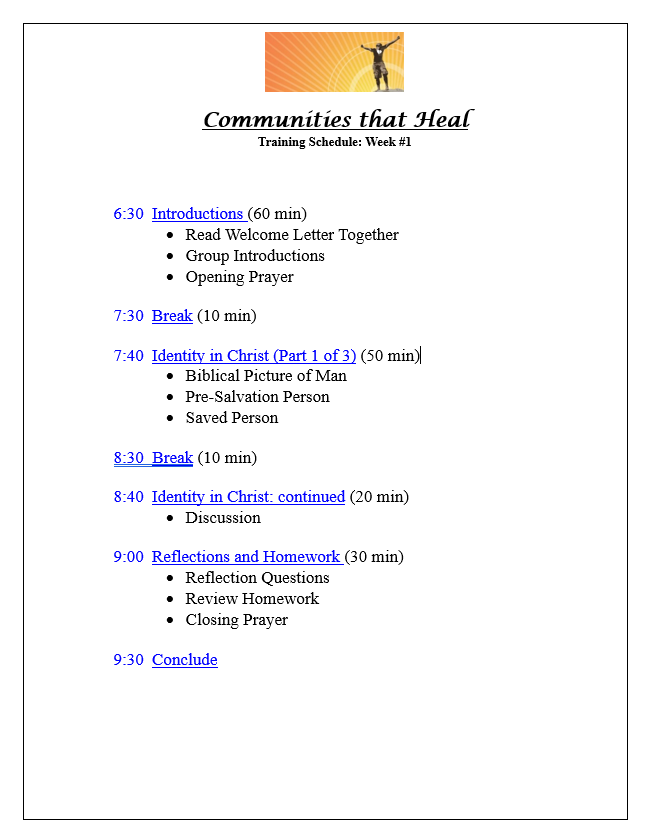 Communities that Heal
Training Schedule: Week #1
6:30 Introductions (60 min)
• Read Welcome Letter Together
• Group Introductions
• Opening Prayer
7:30 Break (10 min)
7:40 Identity in Christ (Part 1 of 3) (50 min)
• Biblical Picture of Man
• Pre-Salvation Person
• Saved Person
8:30 Break (10 min)
8:40 Identity in Christ: continued (20 min)
• Discussion
9:00 Reflections and Homework (30 min)
• Reflection Questions
• Review Homework
• Closing Prayer
9:30 Conclude